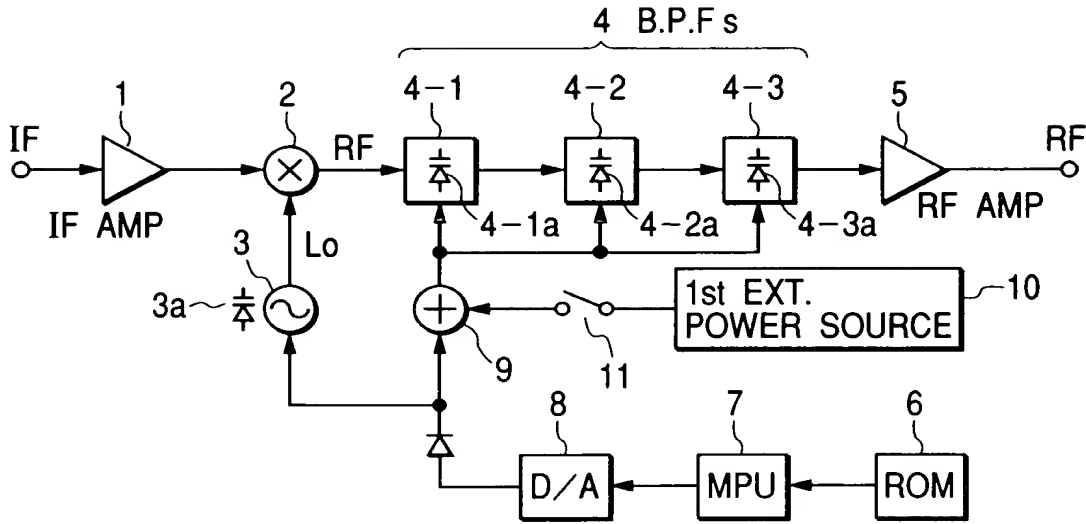 4 B.P.Fs
4-1
4-2
4-3
1
2
5
IF
RF
RF
4-1a
4-2a
4-3a
IF AMP
RF AMP
3
Lo
3a
1st EXT.
POWER SOURCE
10
9
11
8
7
6
D/A
MPU
ROM